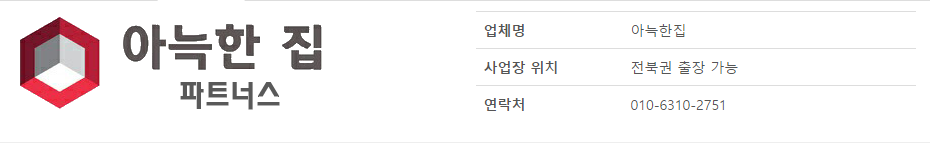 아늑한 집
파트너스
업체명 아늑한집
사업장 위치 전북권 출장 가능
연락처 010-6310-2751